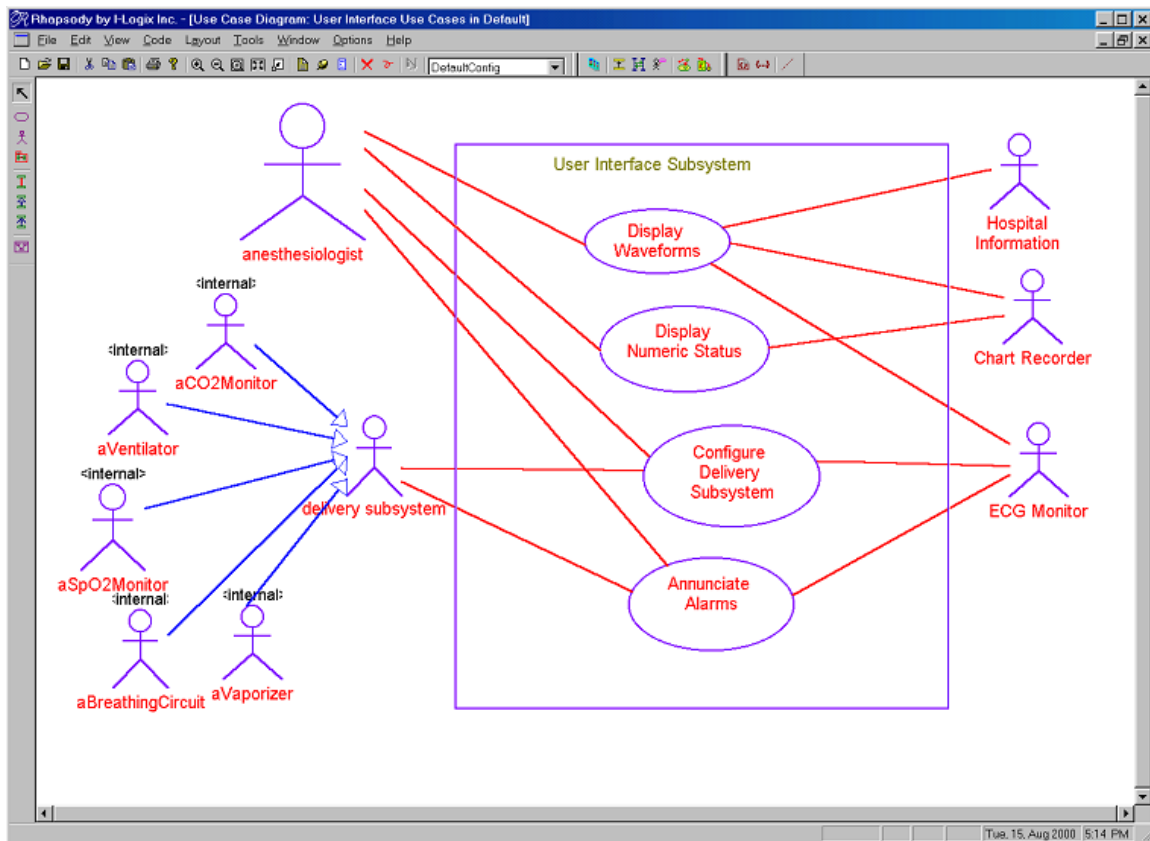 Rhapsody by I-Logix Inc. - [Use Case Diagram: User Interface Use Cases in Default]
File Edit View Code Layout Tools Window Options Help
DefaultConfig
User Interface Subsystem
anesthesiologist
Display
Waveforms
Hospital
Information
<internal>
aCO2Monitor
Display
Numeric Status
Chart Recorder
<internal>
aVentilator
delivery subsystem
Configure
Delivery
Subsystem
ECG Monitor
<internal>
aSpO2Monitor
Annunciate
Alarms
<internal>
aBreathingCircuit
<internal>
aVaporizer
Tue, 15, Aug 2000 5:14 PM